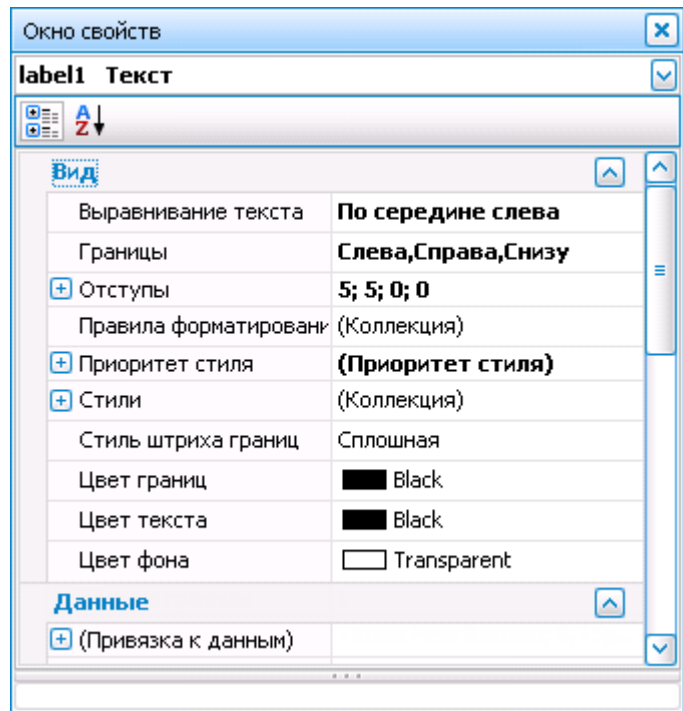 Окно свойств
label1 Текст
AZ
Вид
Выравнивание текста По середине слева
Границы Слева,Справа,Снизу
Отступы 5; 5; 0; 0
Правила форматировани (Коллекция)
Приоритет стиля (Приоритет стиля)
Стили (Коллекция)
Стиль штриха границ Сплошная
Цвет границ Black
Цвет текста Black
Цвет фона Transparent
Данные
(Привязка к данным)